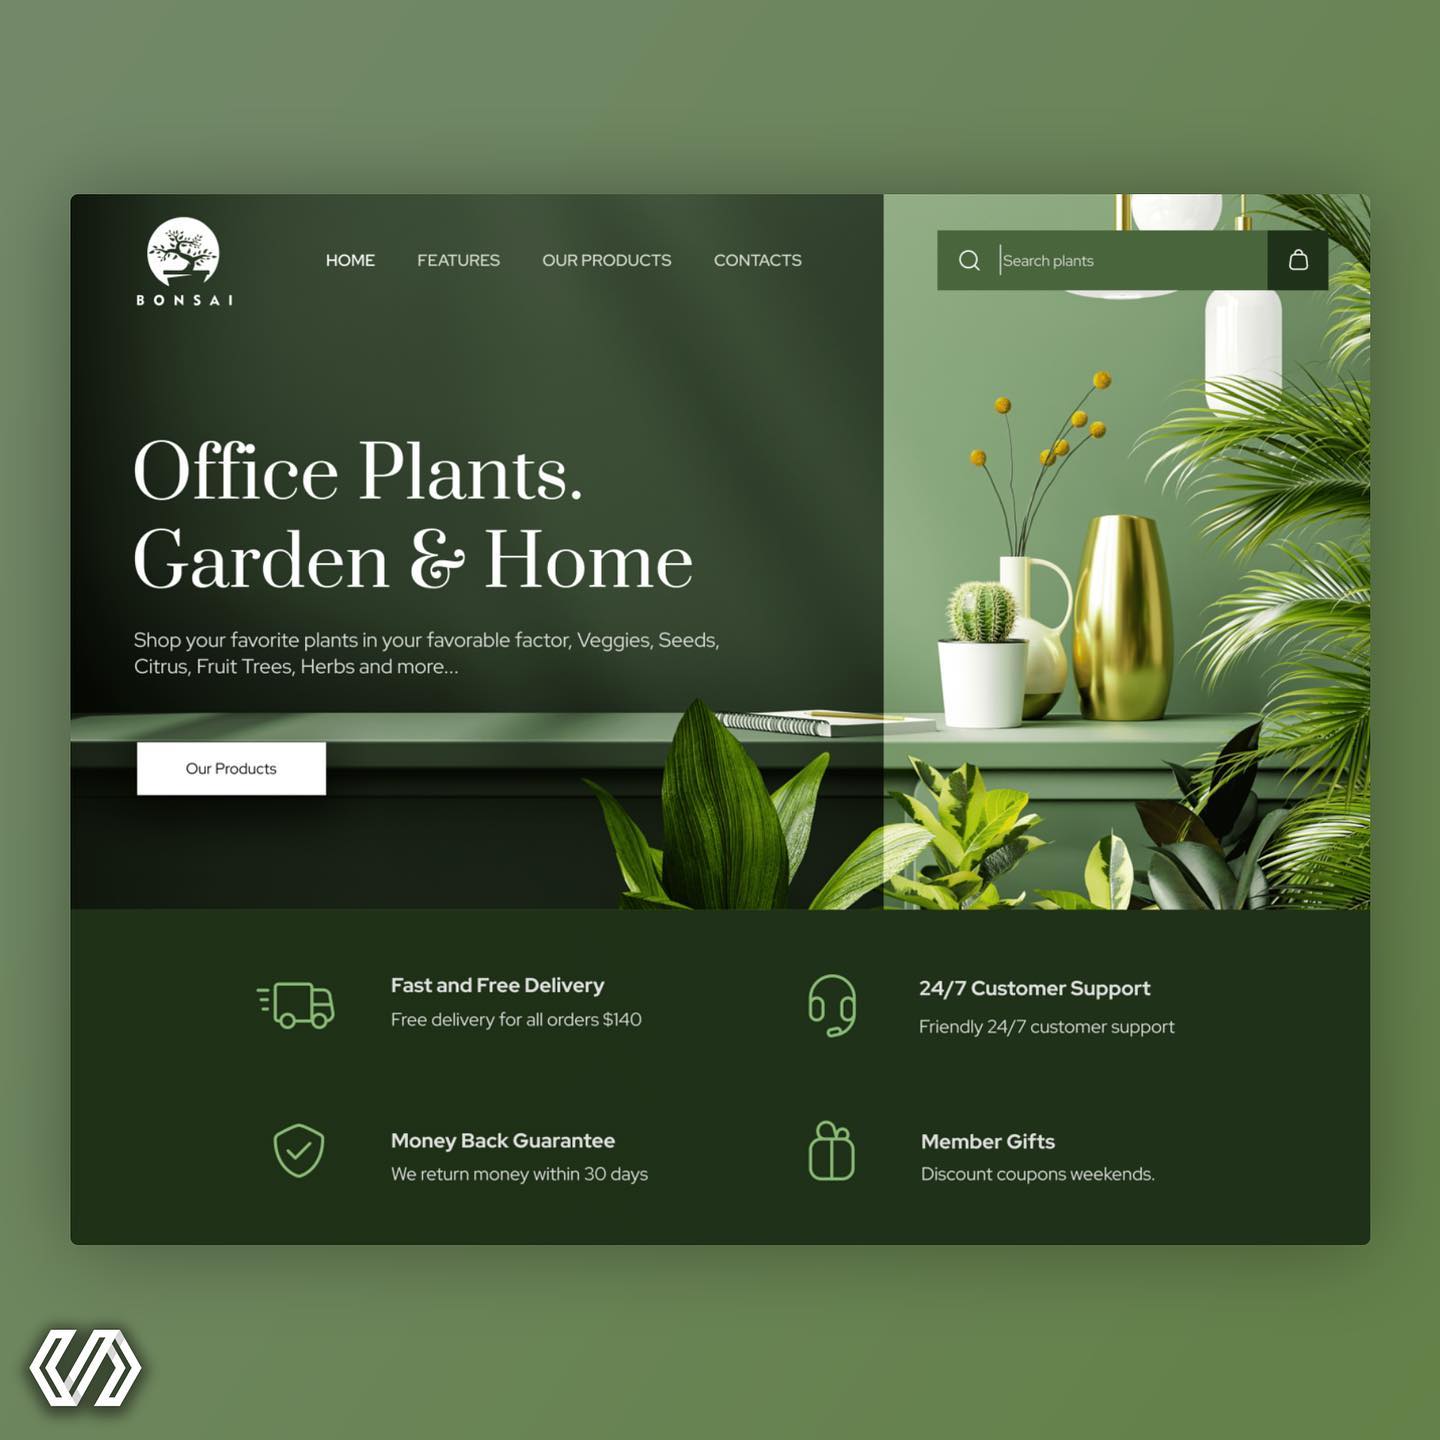 BONSAI
HOME
FEATURES
OUR PRODUCTS
CONTACTS
Search plants
Office Plants.
Garden & Home
Shop your favorite plants in your favorable factor, Veggies, Seeds,
Citrus, Fruit Trees, Herbs and more...
Our Products
Fast and Free Delivery
Free delivery for all orders $140
24/7 Customer Support
Friendly 24/7 customer support
Money Back Guarantee
We return money within 30 days
Member Gifts
Discount coupons weekends.